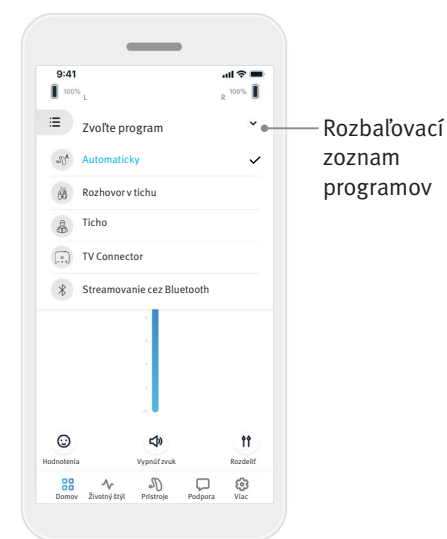 9:41
100% L
R 100%
Zvoľte program
Automaticky
Rozhovor v tichu
Ticho
TV Connector
Streamovanie cez Bluetooth
Hodnotenia Vypnúť zvuk Rozdeliť
Domov Životný štýl Prístroje Podpora Viac
Rozbaľovací
zoznam
programov